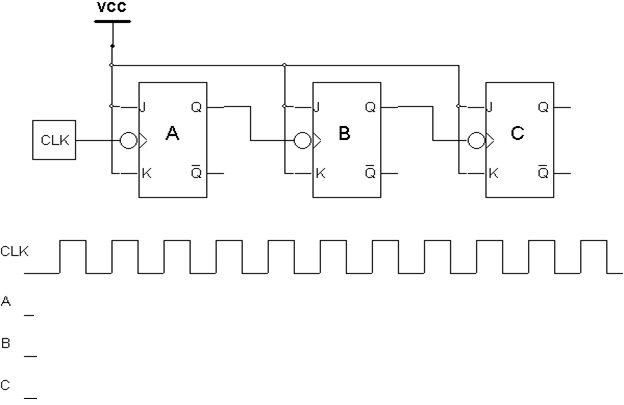 VCC
J Q J Q J Q
CLK A B C
K Q̅ K Q̅ K Q̅
CLK
A
B
C